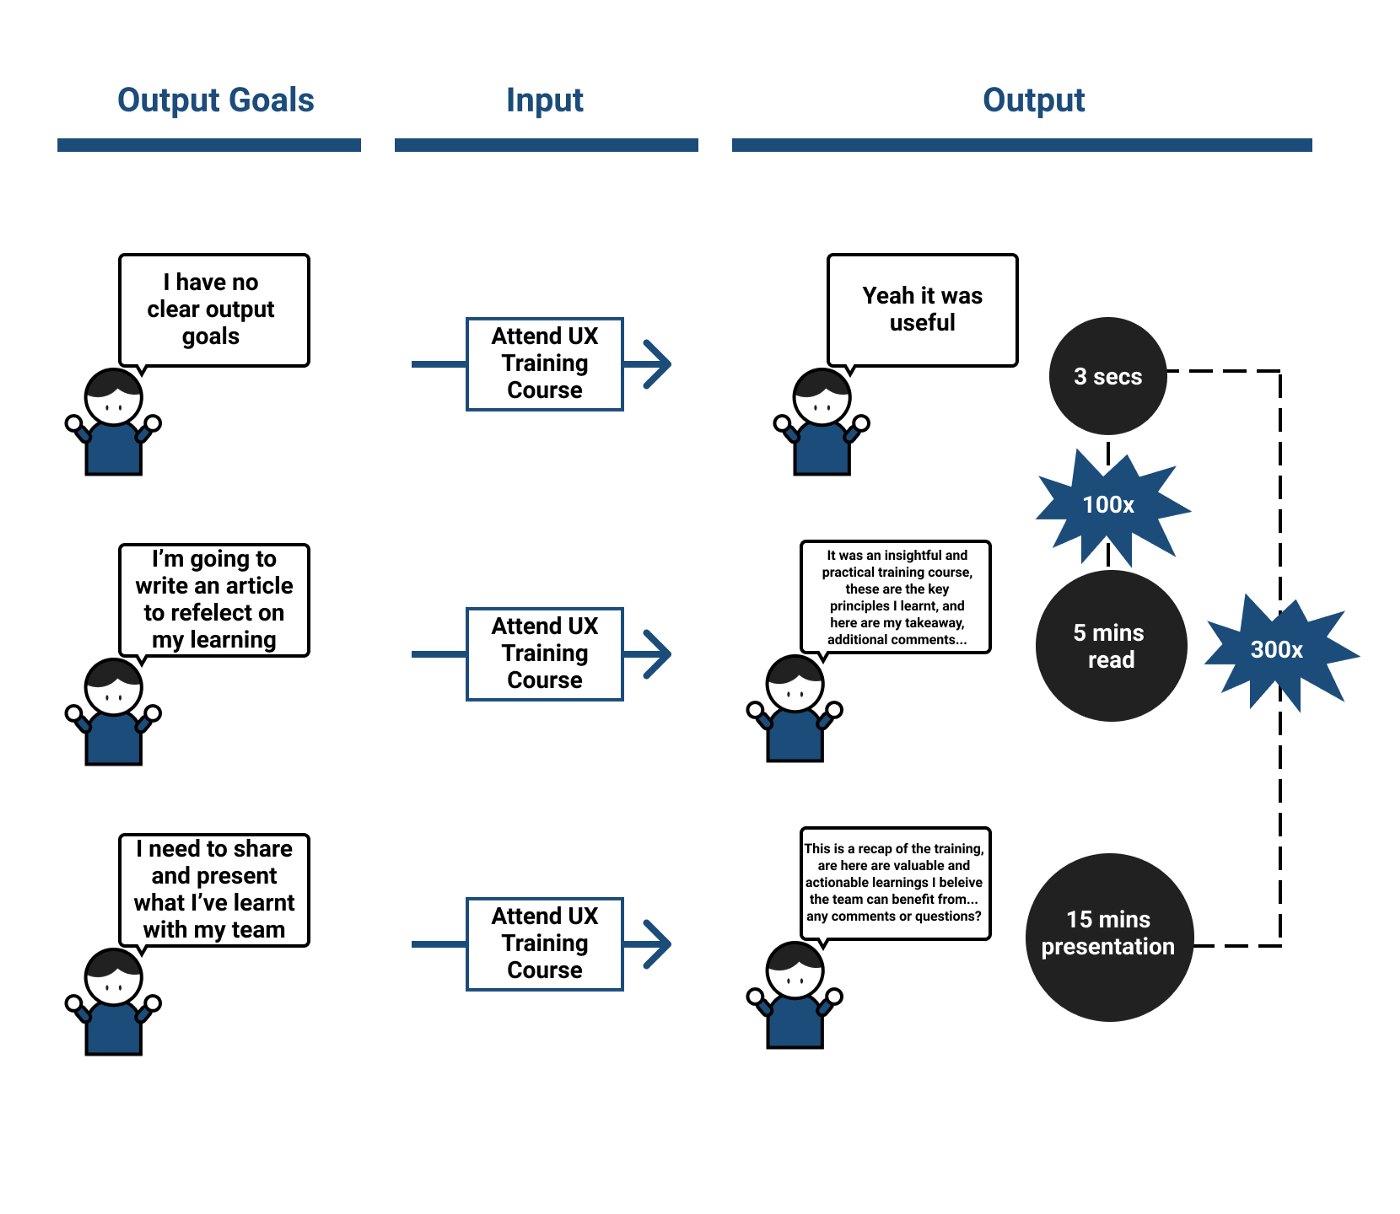 Output Goals
Input
Output
I have no
clear output
goals
Attend UX
Training
Course
Yeah it was
useful
3 secs
100x
I'm going to
write an article
to refelect on
my learning
Attend UX
Training
Course
It was an insightful and
practical training course,
these are the key
principles I learnt, and
here are my takeaway,
additional comments...
5 mins
read
300x
I need to share
and present
what I've learnt
with my team
Attend UX
Training
Course
This is a recap of the training,
are here are valuable and
actionable learnings I beleive
the team can benefit from...
any comments or questions?
15 mins
presentation